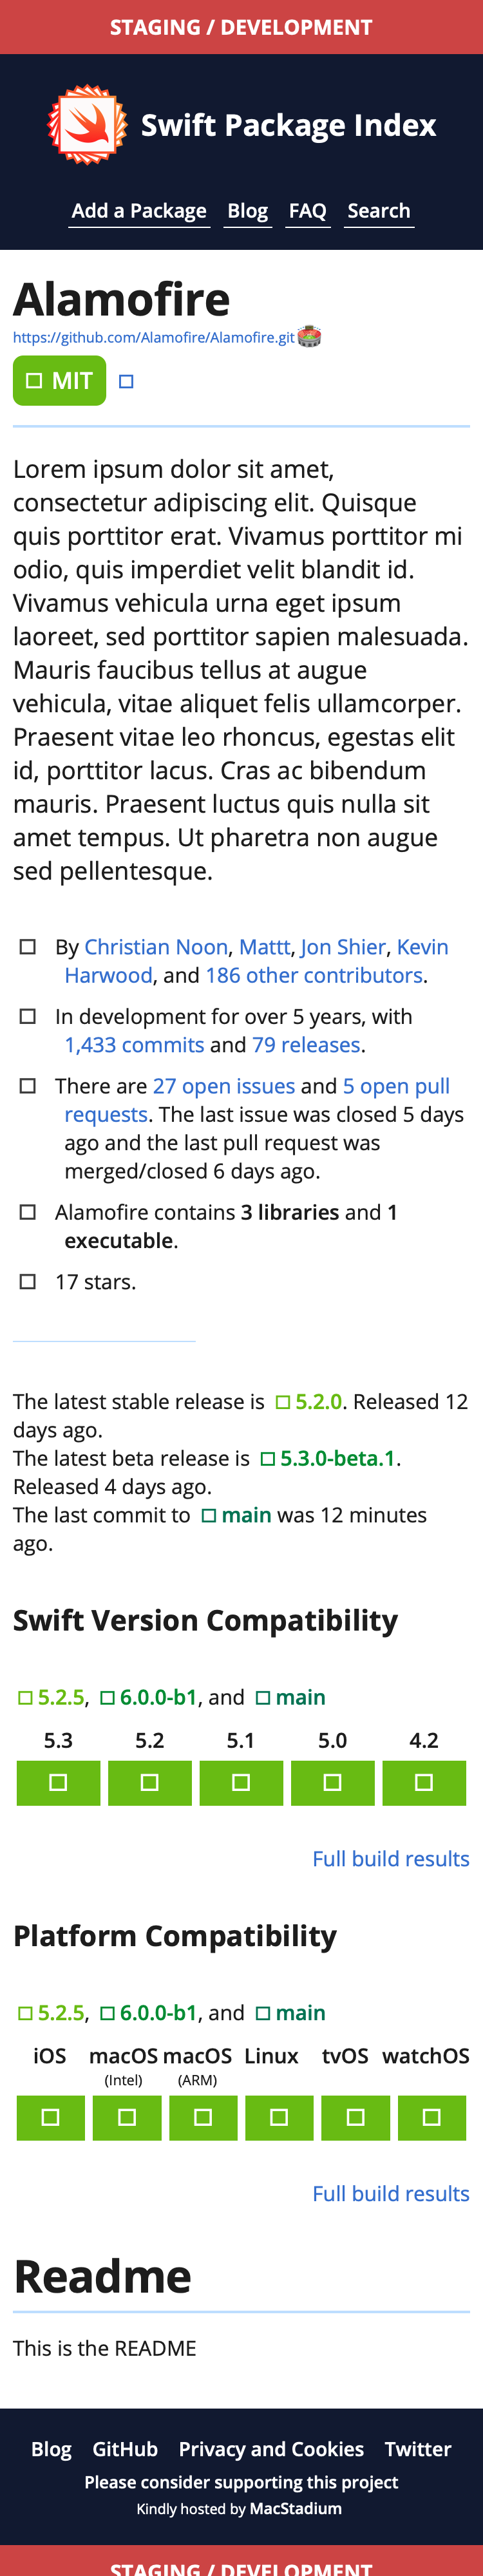 STAGING / DEVELOPMENT
Swift Package Index
Add a Package Blog FAQ Search
Alamofire
https://github.com/Alamofire/Alamofire.git
MIT
Lorem ipsum dolor sit amet,
consectetur adipiscing elit. Quisque
quis porttitor erat. Vivamus porttitor mi
odio, quis imperdiet velit blandit id.
Vivamus vehicula urna eget ipsum
laoreet, sed porttitor sapien malesuada.
Mauris faucibus tellus at augue
vehicula, vitae aliquet felis ullamcorper.
Praesent vitae leo rhoncus, egestas elit
id, porttitor lacus. Cras ac bibendum
mauris. Praesent luctus quis nulla sit
amet tempus. Ut pharetra non augue
sed pellentesque.
By Christian Noon, Mattt, Jon Shier, Kevin
Harwood, and 186 other contributors.
In development for over 5 years, with
1,433 commits and 79 releases.
There are 27 open issues and 5 open pull
requests. The last issue was closed 5 days
ago and the last pull request was
merged/closed 6 days ago.
Alamofire contains 3 libraries and 1
executable.
17 stars.
The latest stable release is 5.2.0. Released 12
days ago.
The latest beta release is 5.3.0-beta.1.
Released 4 days ago.
The last commit to main was 12 minutes
ago.
Swift Version Compatibility
5.2.5, 6.0.0-b1, and main
5.3 5.2 5.1 5.0 4.2
Full build results
Platform Compatibility
5.2.5, 6.0.0-b1, and main
iOS macOS macOS Linux tvOS watchOS
(Intel) (ARM)
Full build results
Readme
This is the README
Blog GitHub Privacy and Cookies Twitter
Please consider supporting this project
Kindly hosted by MacStadium
STAGING / DEVELOPMENT